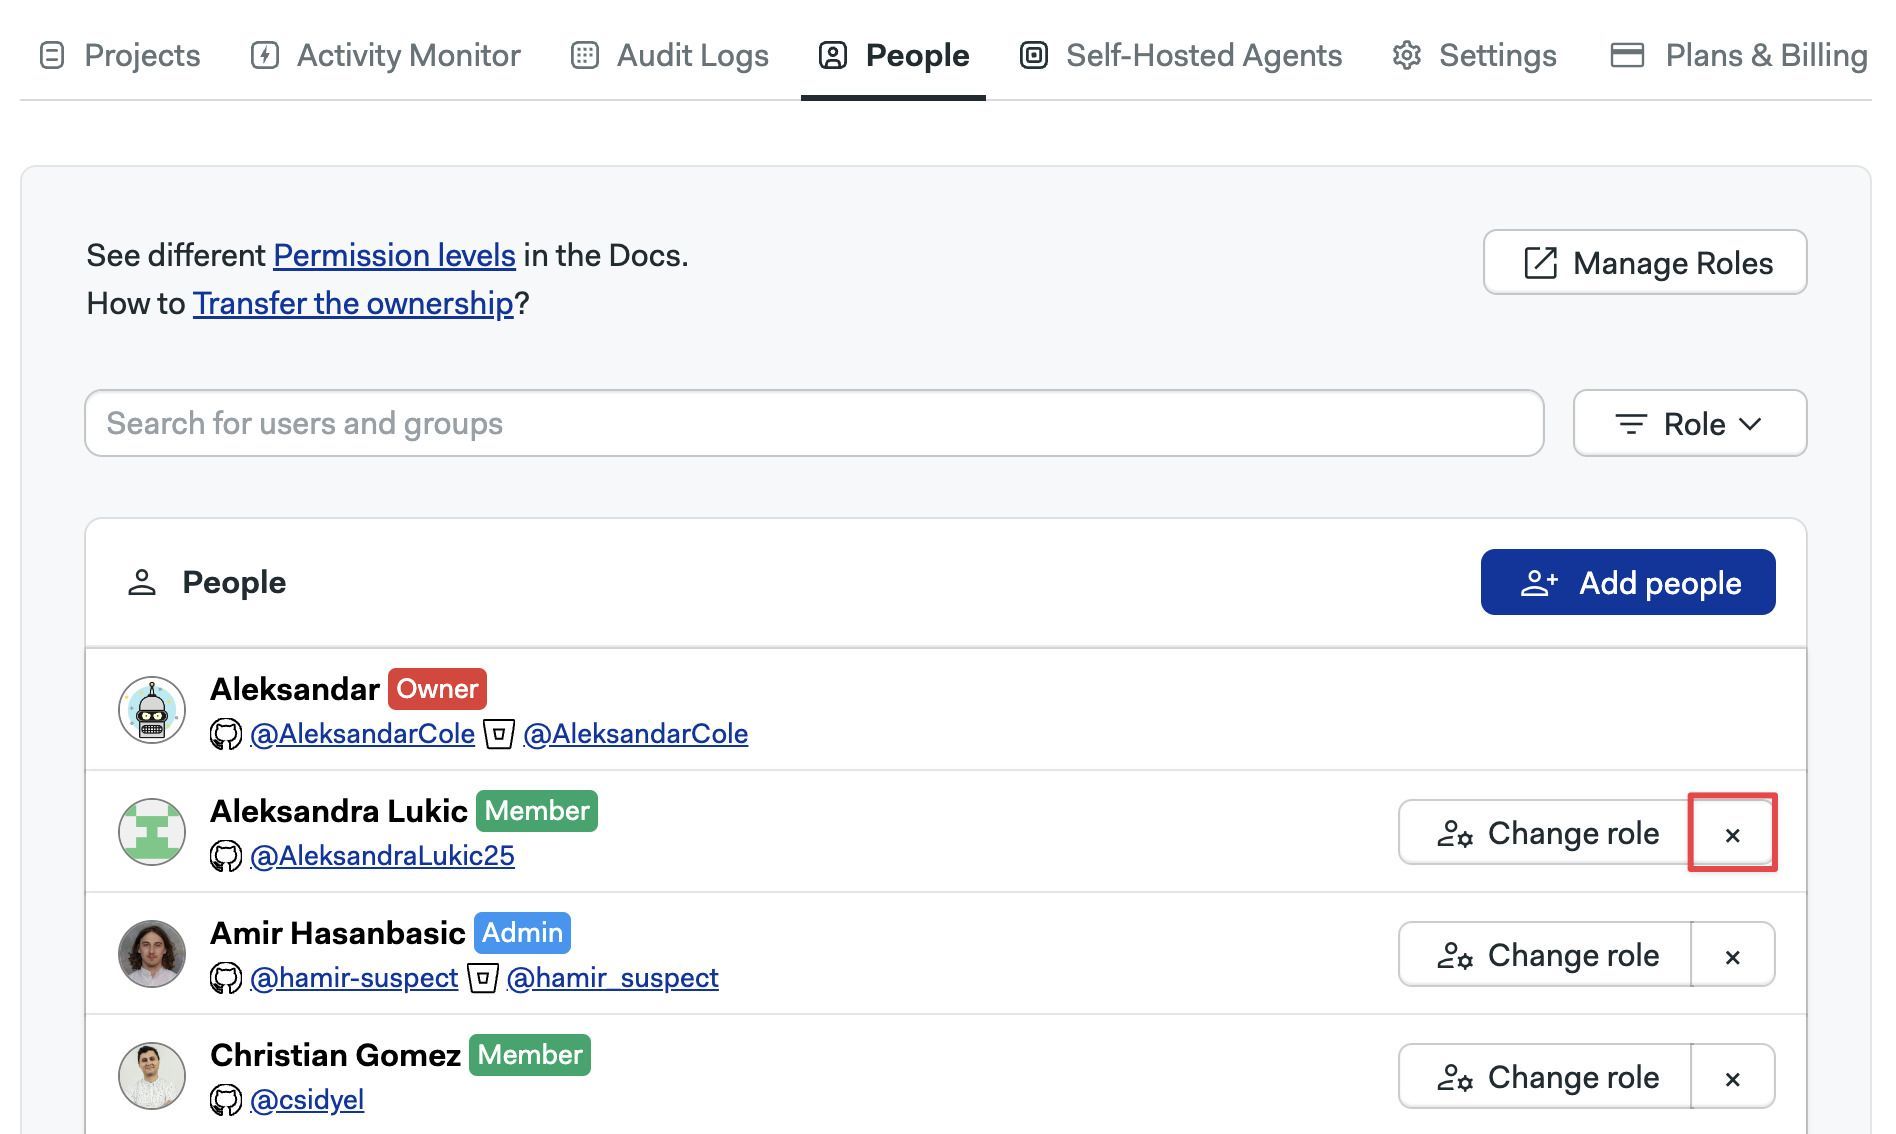 Projects Activity Monitor Audit Logs People Self-Hosted Agents Settings Plans & Billing
See different Permission levels in the Docs.
How to Transfer the ownership?
Manage Roles
Search for users and groups
Role
People
Add people
Aleksandar Owner
@AleksandarCole @AleksandarCole
Aleksandra Lukic Member
@AleksandraLukic25
Change role ×
Amir Hasanbasic Admin
@hamir-suspect @hamir_suspect
Change role ×
Christian Gomez Member
@csidyel
Change role ×